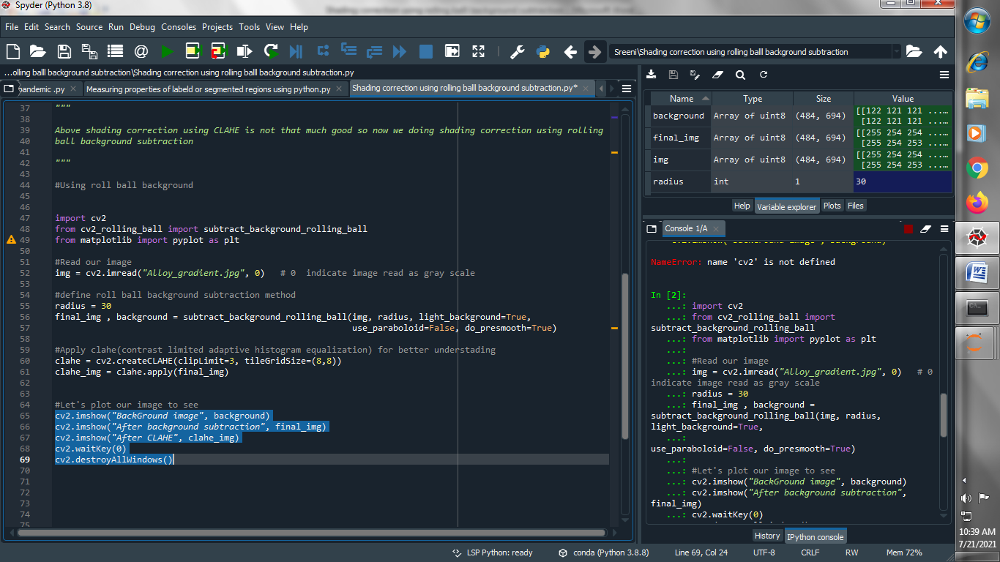 Spyder (Python 3.8)
File Edit Search Source Run Debug Consoles Projects Tools View Help
Sreeni\Shading correction using rolling ball background subtraction
...olling balll background subtraction\Shading correction using rolling balll background subtraction.py
pandemic .py
Measuring properties of labeld or segmented regions using python.py
Shading correction using rolling balll background subtraction.py*
37 """
38
39 Above shading correction using CLAHE is not that much good so now we doing shading correction using rolling
40 ball background subtraction
41
42 """
43
44 #Using roll ball background
45
46
47 import cv2
48 from cv2_rolling_ball import subtract_background_rolling_ball
49 from matplotlib import pyplot as plt
50
51 #Read our image
52 img = cv2.imread("Alloy_gradient.jpg", 0)   # 0  indicate image read as gray scale
53
54 #define roll ball background subtraction method
55 radius = 30
56 final_img , background = subtract_background_rolling_ball(img, radius, light_background=True,
57 use_paraboloid=False, do_presmooth=True)
58
59 #Apply clahe(contrast limited adaptive histogram equalization) for better understading
60 clahe = cv2.createCLAHE(clipLimit=3, tileGridSize=(8,8))
61 clahe_img = clahe.apply(final_img)
62
63
64 #Let's plot our image to see
65 cv2.imshow("BackGround image", background)
66 cv2.imshow("After background subtraction", final_img)
67 cv2.imshow("After CLAHE", clahe_img)
68 cv2.waitKey(0)
69 cv2.destroyAllWindows()
70
71
72
73
74
75
Name Type Size Value
background Array of uint8 (484, 694) [[122 121 121 ...…
[122 121 121 ...…
final_img Array of uint8 (484, 694) [[255 254 254 ...…
[255 254 253 ...…
img Array of uint8 (484, 694) [[255 254 254 ...…
[255 254 253 ...…
radius int 1 30
Help Variable explorer Plots Files
Console 1/A
NameError: name 'cv2' is not defined
In [2]:
...: import cv2
...: from cv2_rolling_ball import
subtract_background_rolling_ball
...: from matplotlib import pyplot as plt
...:
...: #Read our image
...: img = cv2.imread("Alloy_gradient.jpg", 0)   # 0
indicate image read as gray scale
...: radius = 30
...: final_img , background =
subtract_background_rolling_ball(img, radius,
light_background=True,
...:
use_paraboloid=False, do_presmooth=True)
...:
...: #Let's plot our image to see
...: cv2.imshow("BackGround image", background)
...: cv2.imshow("After background subtraction",
final_img)
...: cv2.waitKey(0)
History IPython console
LSP Python: ready conda (Python 3.8.8) Line 69, Col 24 UTF-8 CRLF RW Mem 72%
10:39 AM
7/21/2021